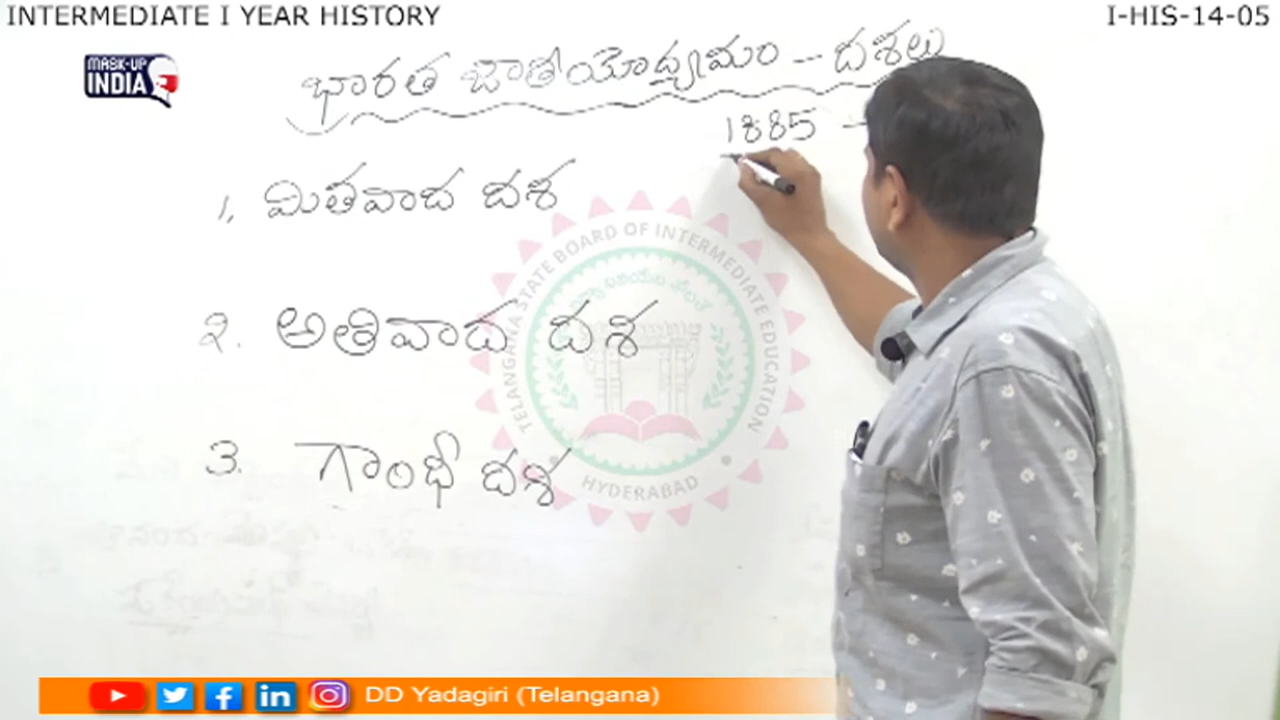 INTERMEDIATE I YEAR HISTORY
I-HIS-14-05
MASK-UP
INDIA
భారత జాతీయోద్యమం - దశలు
1885 -
1, మితవాద దశ
2. అతివాద దశ
3. గాంధీ దశ
TELANGANA STATE BOARD OF INTERMEDIATE EDUCATION
HYDERABAD
DD Yadagiri (Telangana)